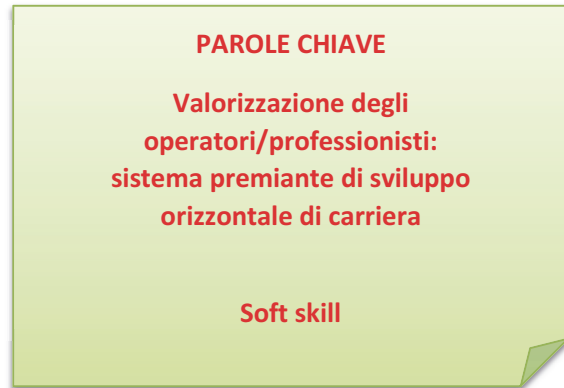 PAROLE CHIAVE
Valorizzazione degli
operatori/professionisti:
sistema premiante di sviluppo
orizzontale di carriera
Soft skill